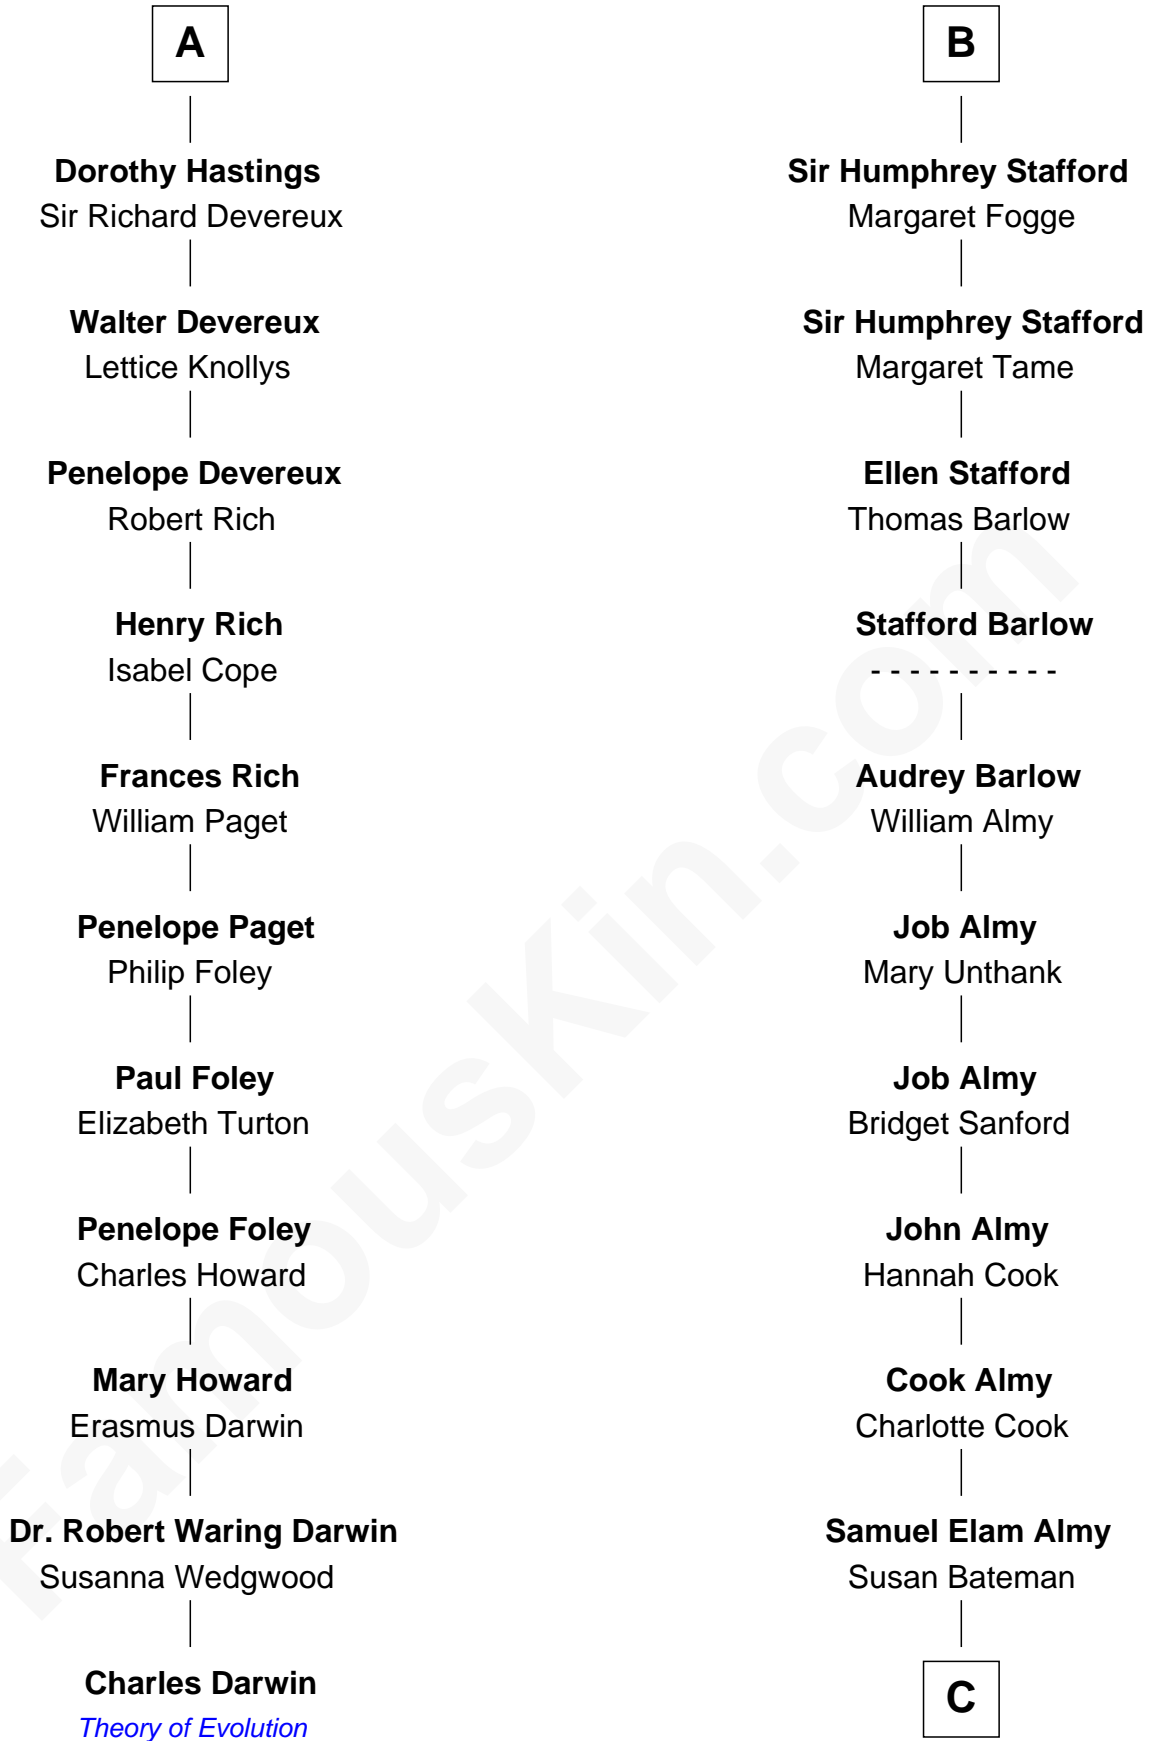 A
Dorothy Hastings
Sir Richard Devereux
Walter Devereux
Lettice Knollys
Penelope Devereux
Robert Rich
Henry Rich
Isabel Cope
Frances Rich
William Paget
Penelope Paget
Philip Foley
Paul Foley
Elizabeth Turton
Penelope Foley
Charles Howard
Mary Howard
Erasmus Darwin
Dr. Robert Waring Darwin
Susanna Wedgwood
Charles Darwin
Theory of Evolution
B
Sir Humphrey Stafford
Margaret Fogge
Sir Humphrey Stafford
Margaret Tame
Ellen Stafford
Thomas Barlow
Stafford Barlow
- - - - - - - - - -
Audrey Barlow
William Almy
Job Almy
Mary Unthank
Job Almy
Bridget Sanford
John Almy
Hannah Cook
Cook Almy
Charlotte Cook
Samuel Elam Almy
Susan Bateman
C
FamousKin.com